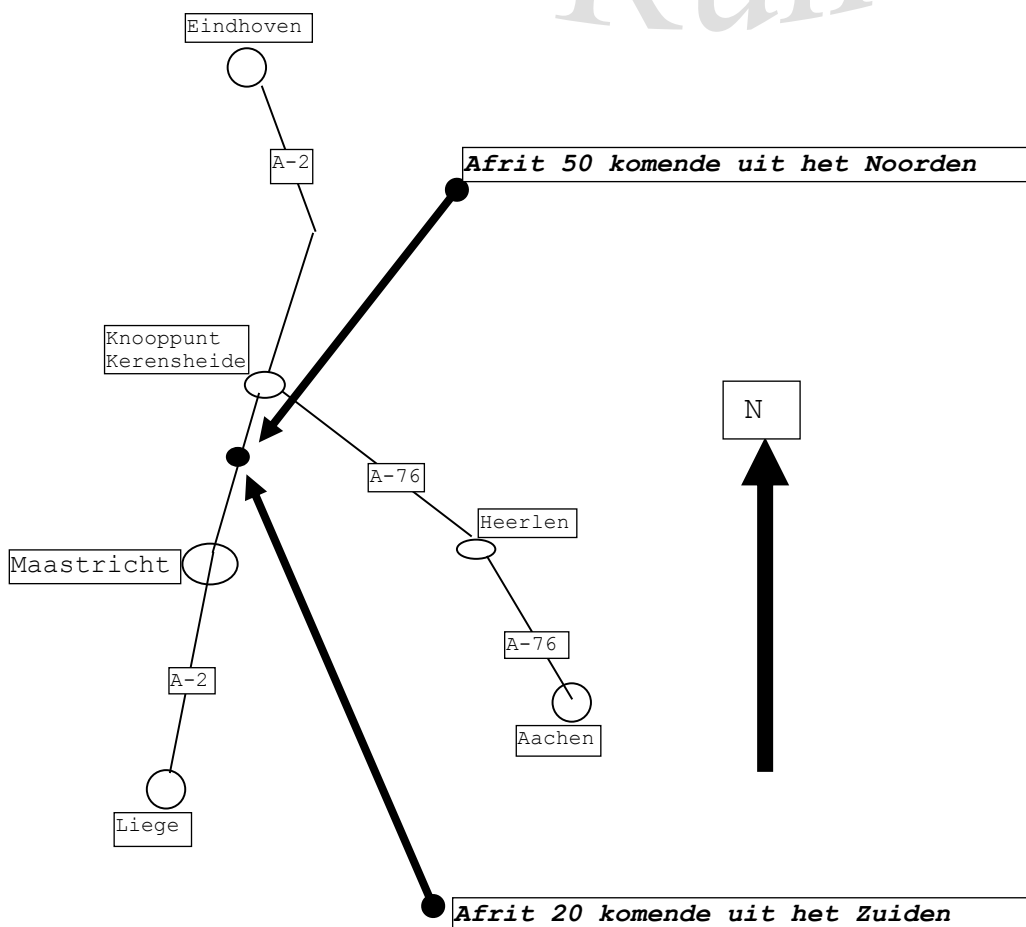 Eindhoven
A-2
Afrit 50 komende uit het Noorden
Knooppunt
Kerensheide
N
A-76
Heerlen
Maastricht
A-76
A-2
Aachen
Liege
Afrit 20 komende uit het Zuiden